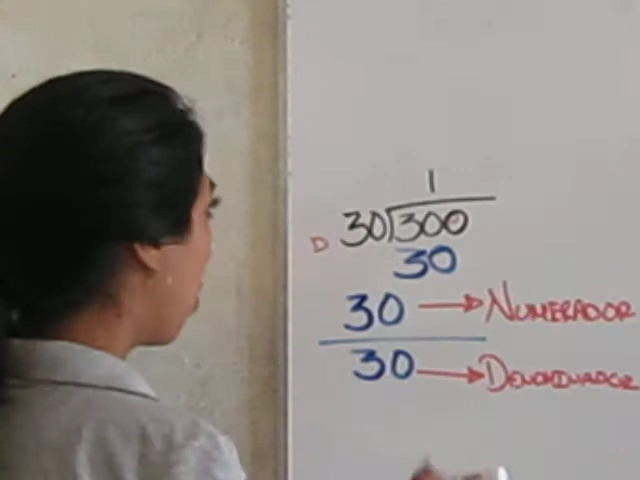 1
D 30)300
30
30 → NUMERADOR
30 → DENOMINADOR